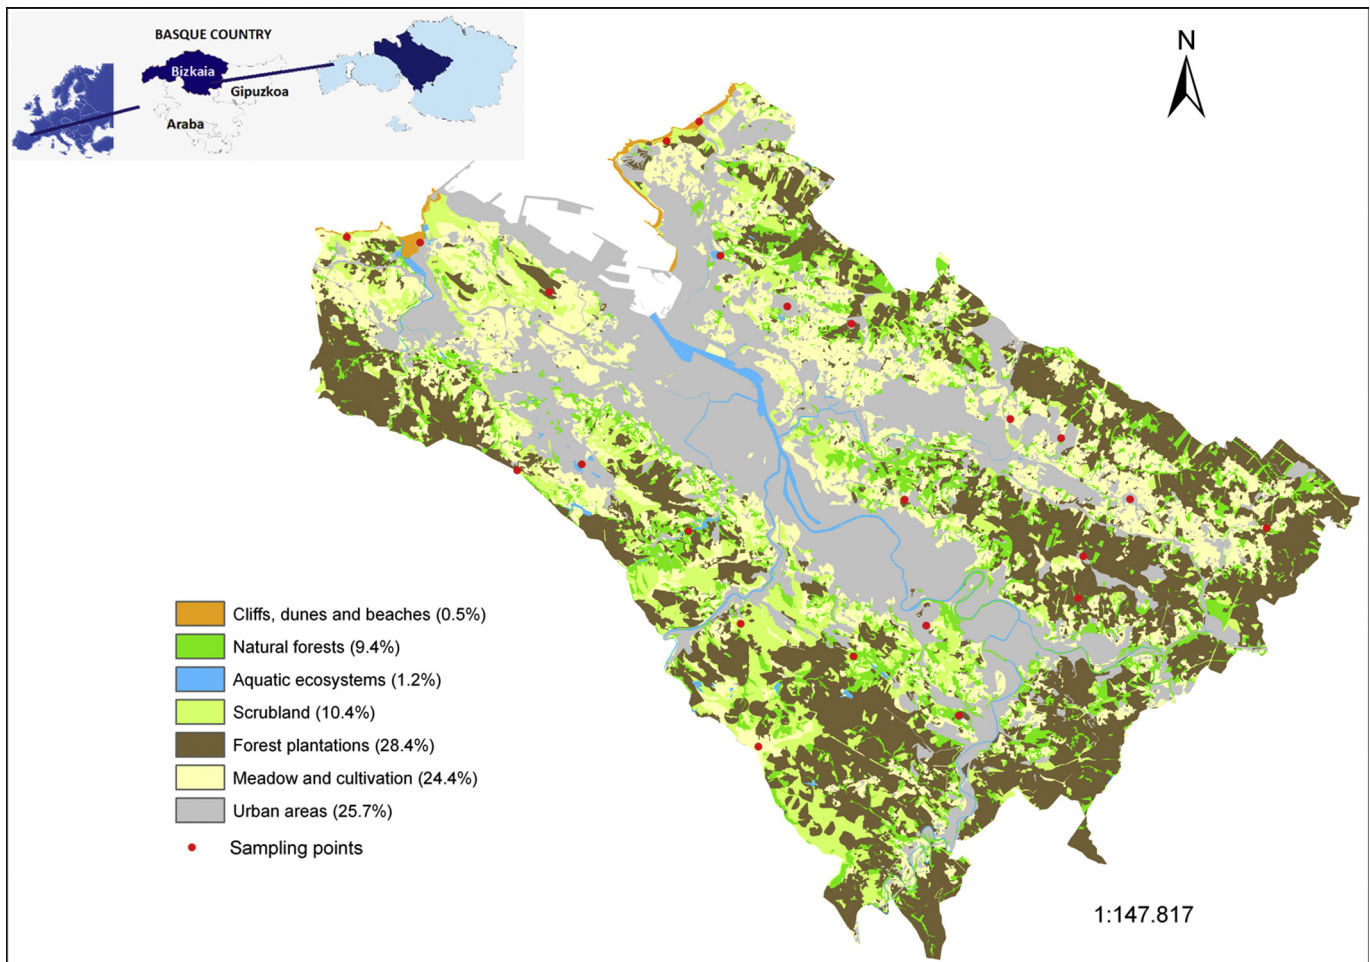 BASQUE COUNTRY
Bizkaia
Gipuzkoa
Araba
N
Cliffs, dunes and beaches (0.5%)
Natural forests (9.4%)
Aquatic ecosystems (1.2%)
Scrubland (10.4%)
Forest plantations (28.4%)
Meadow and cultivation (24.4%)
Urban areas (25.7%)
Sampling points
1:147.817